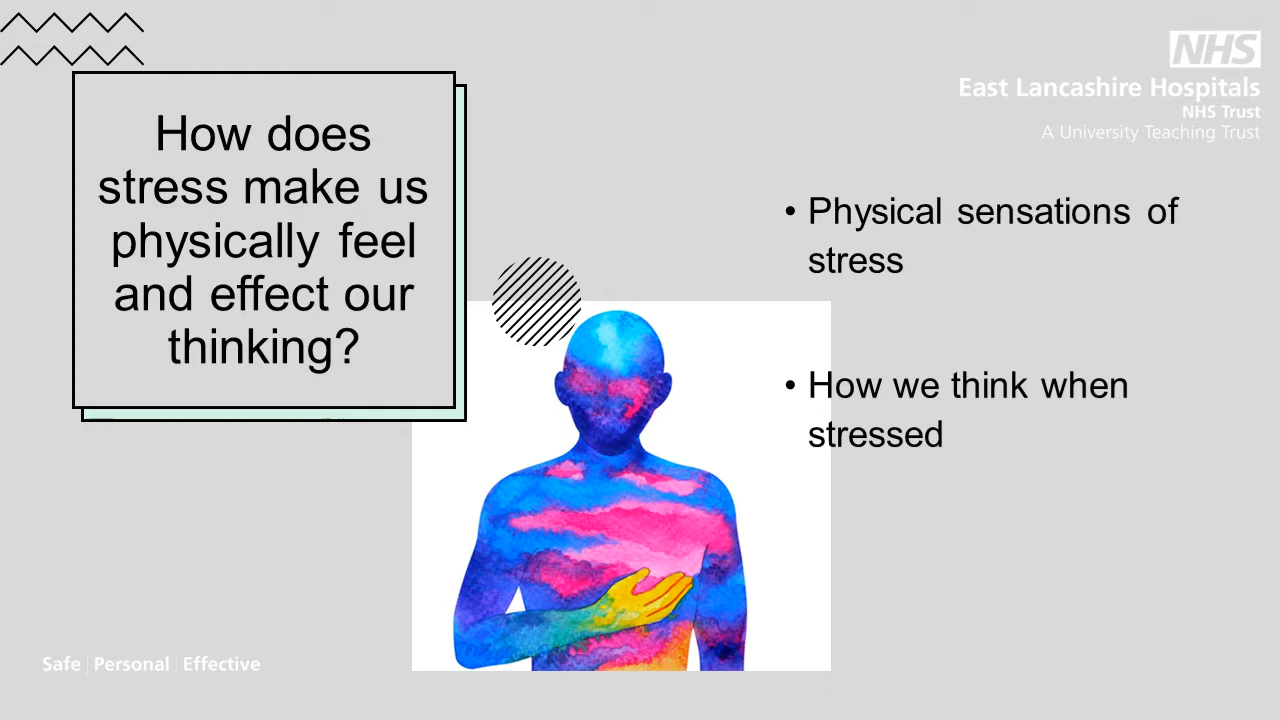 How does
stress make us
physically feel
and effect our
thinking?
NHS
East Lancashire Hospitals
NHS Trust
A University Teaching Trust
• Physical sensations of
stress
• How we think when
stressed
Safe | Personal | Effective